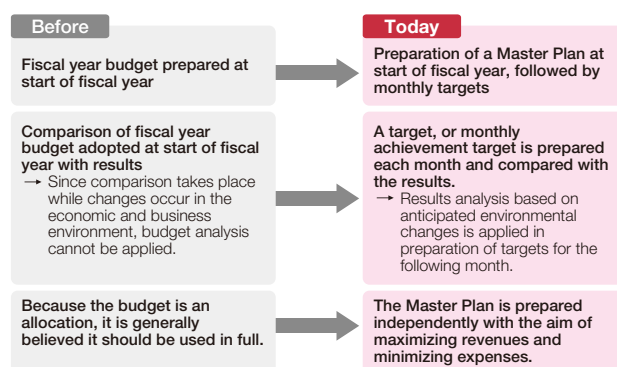 Before
Today
Fiscal year budget prepared at
start of fiscal year
Preparation of a Master Plan at
start of fiscal year, followed by
monthly targets
Comparison of fiscal year
budget adopted at start of fiscal
year with results
→ Since comparison takes place
while changes occur in the
economic and business
environment, budget analysis
cannot be applied.
A target, or monthly
achievement target is prepared
each month and compared with
the results.
→ Results analysis based on
anticipated environmental
changes is applied in
preparation of targets for the
following month.
Because the budget is an
allocation, it is generally
believed it should be used in full.
The Master Plan is prepared
independently with the aim of
maximizing revenues and
minimizing expenses.